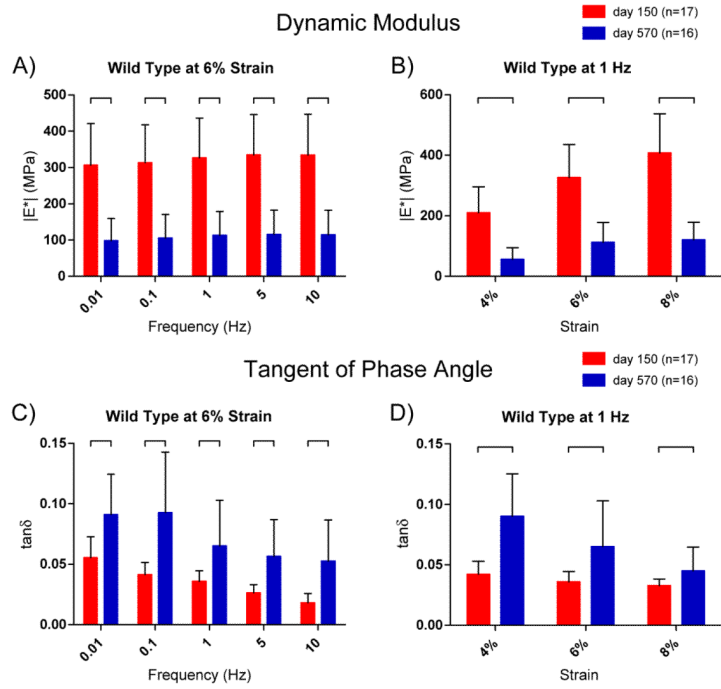 Dynamic Modulus
day 150 (n=17)
day 570 (n=16)
A)
Wild Type at 6% Strain
|E*| (MPa)
500
400
300
200
100
0
0.01
0.1
1
5
10
Frequency (Hz)
B)
Wild Type at 1 Hz
|E*| (MPa)
600
400
200
0
4%
6%
8%
Strain
Tangent of Phase Angle
day 150 (n=17)
day 570 (n=16)
C)
Wild Type at 6% Strain
tanδ
0.15
0.10
0.05
0.00
0.01
0.1
1
5
10
Frequency (Hz)
D)
Wild Type at 1 Hz
tanδ
0.15
0.10
0.05
0.00
4%
6%
8%
Strain